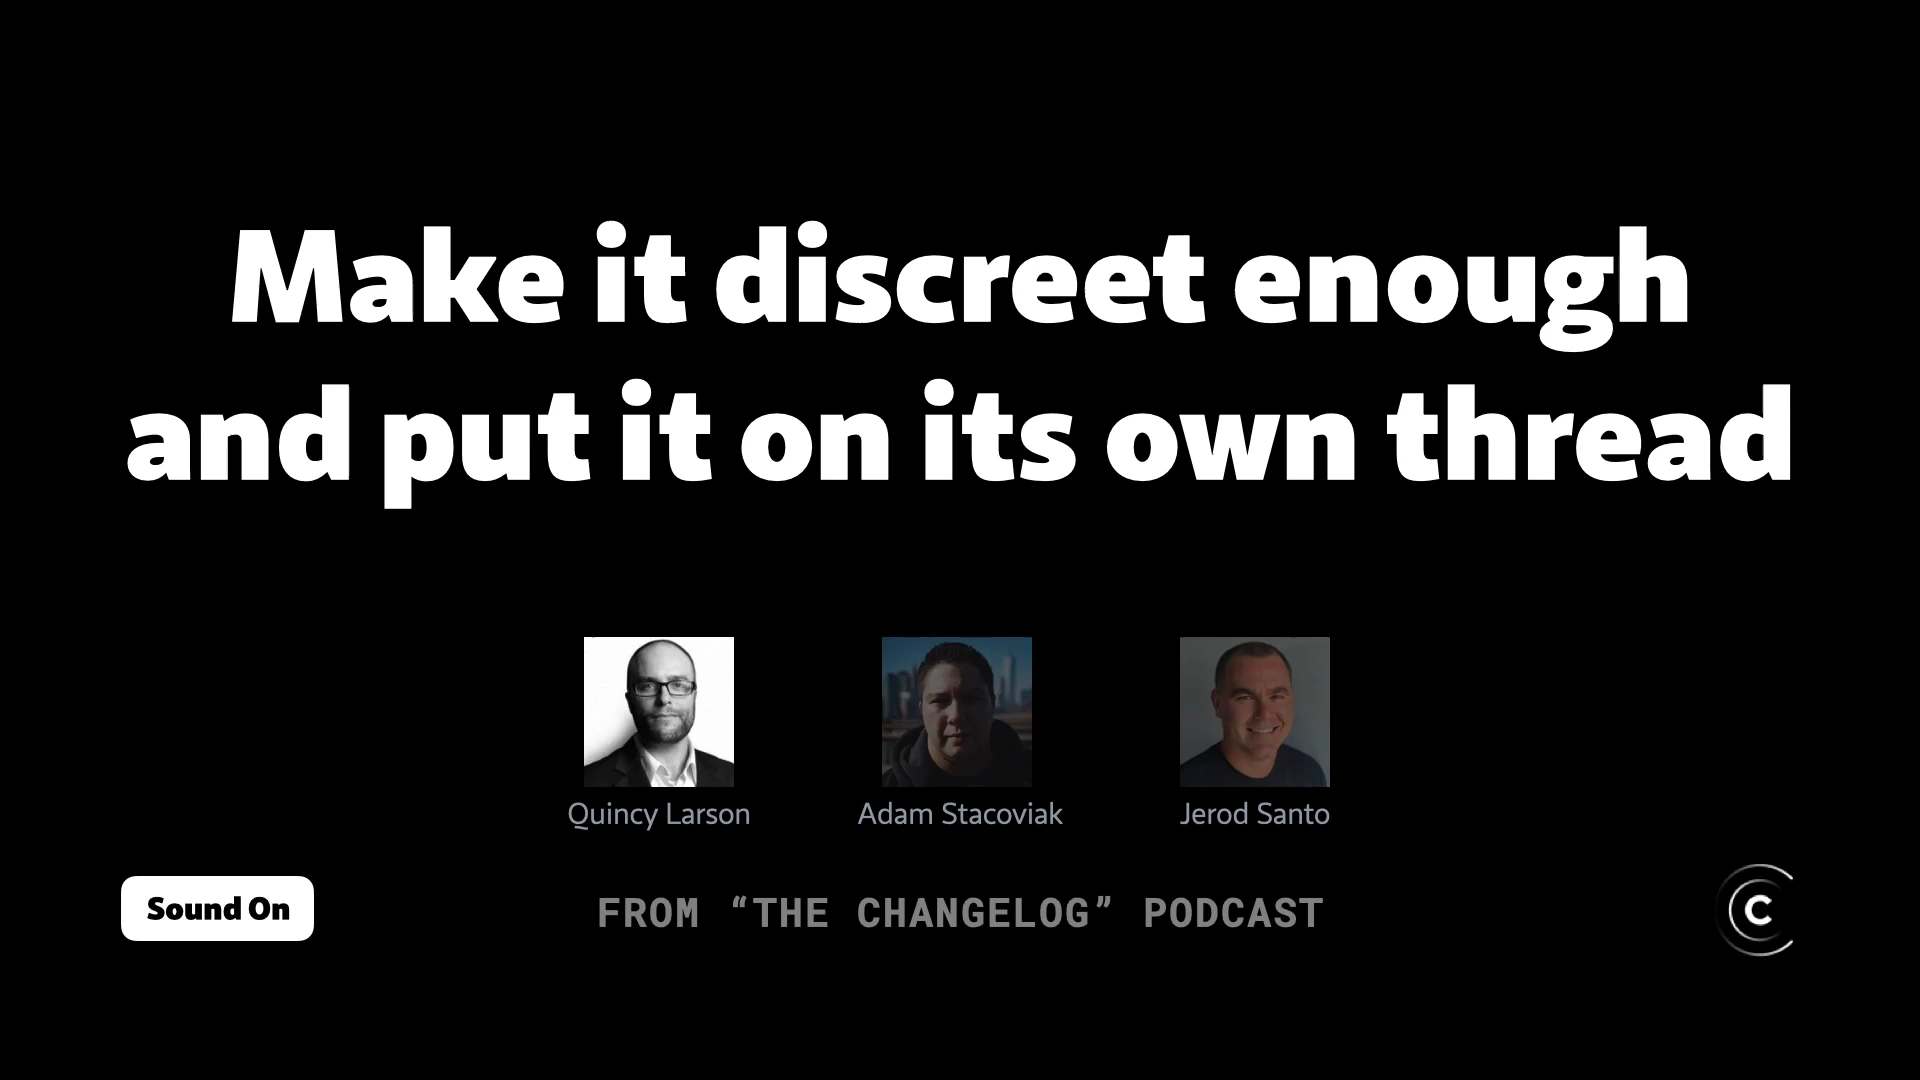 Make it discreet enough
and put it on its own thread
Quincy Larson
Adam Stacoviak
Jerod Santo
Sound On
FROM “THE CHANGELOG” PODCAST
C